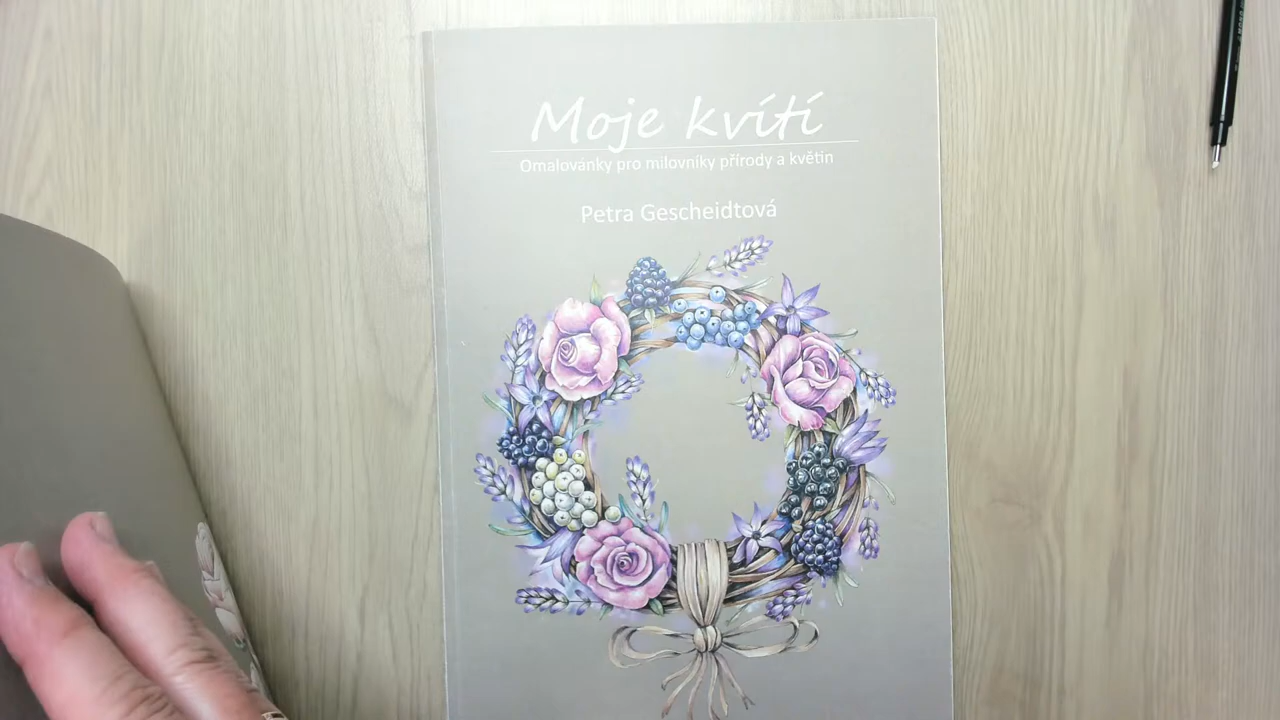 Moje kvítí
Omalovánky pro milovníky přírody a květin
Petra Gescheidtová